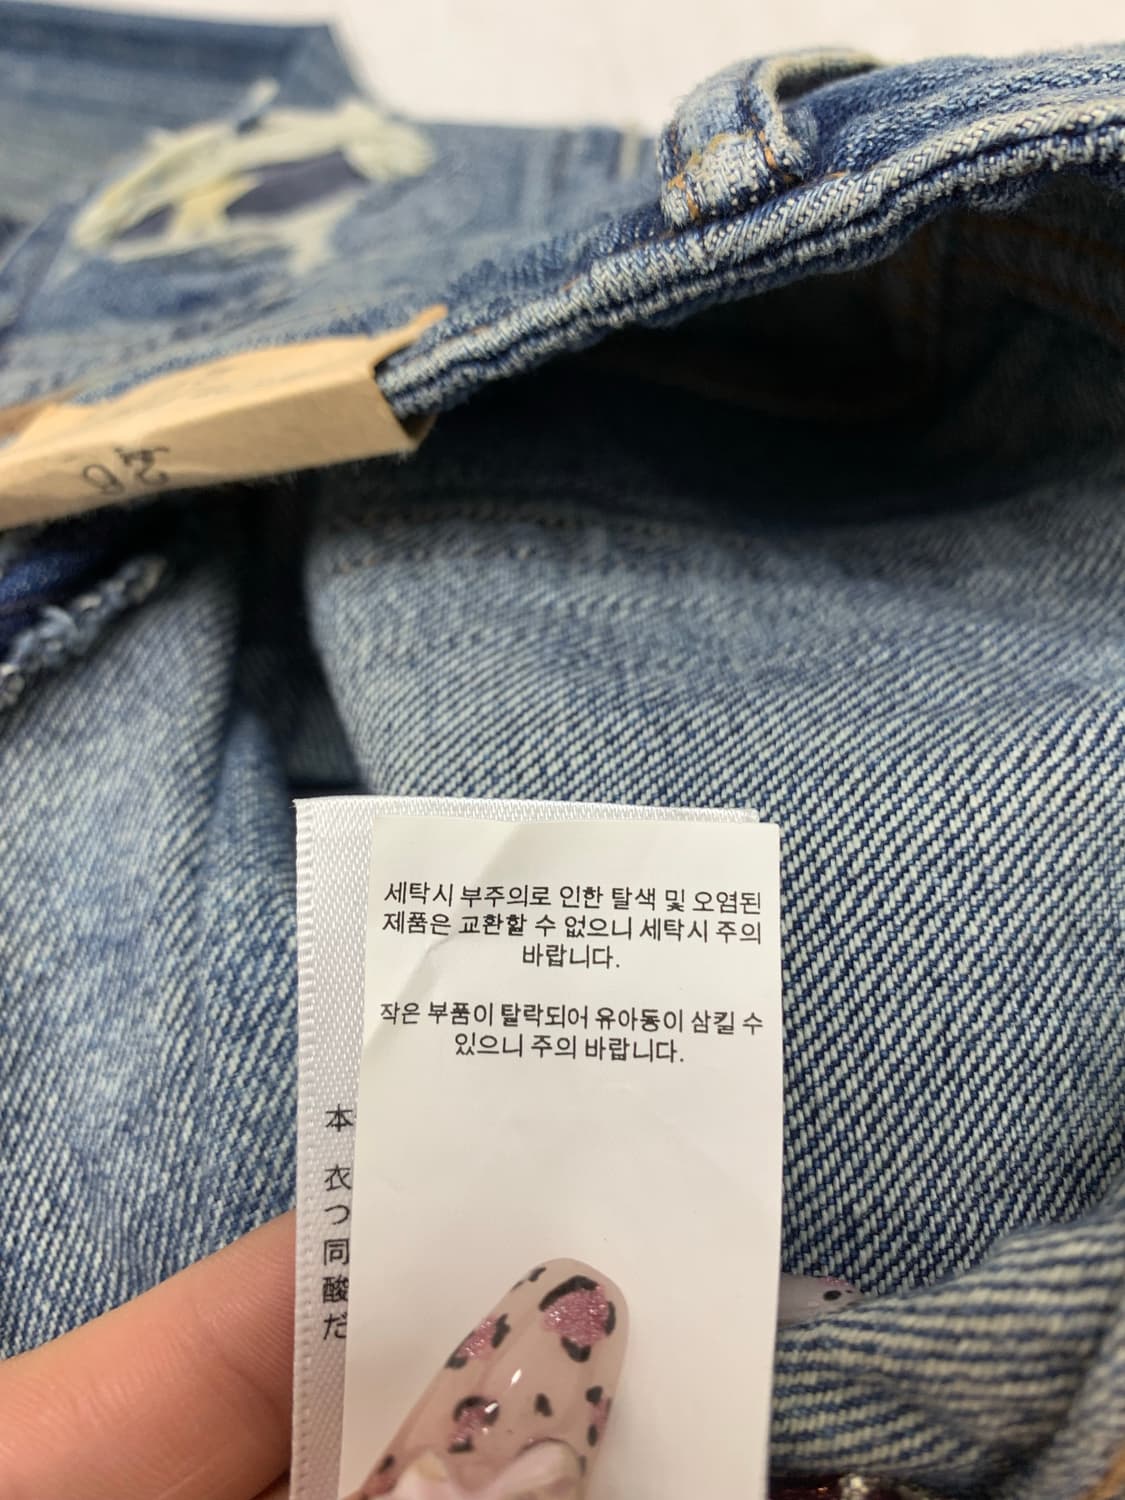 세탁시 부주의로 인한 탈색 및 오염된
제품은 교환할 수 없으니 세탁시 주의
바랍니다.
작은 부품이 탈락되어 유아동이 삼킬 수
있으니 주의 바랍니다.
本
衣
つ
同
酸
だ